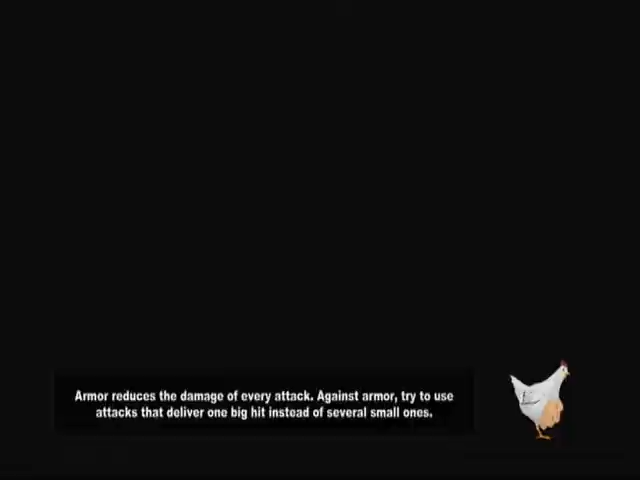 Armor reduces the damage of every attack. Against armor, try to use
attacks that deliver one big hit instead of several small ones.